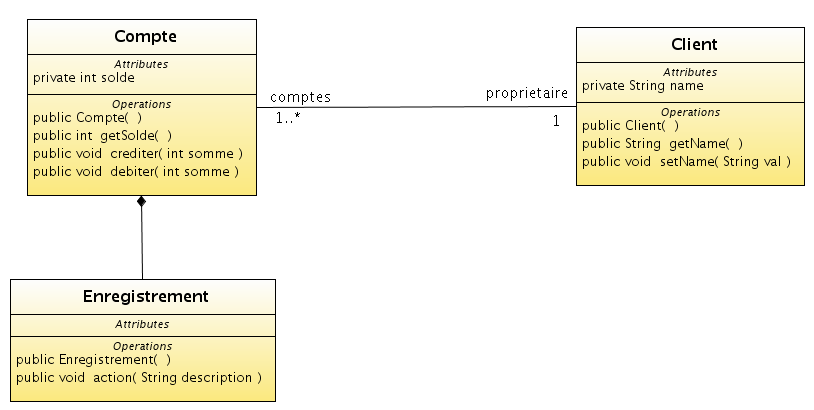 Compte
Attributes
private int solde
Operations
public Compte( )
public int getSolde( )
public void crediter( int somme )
public void debiter( int somme )
comptes
1..*
proprietaire
1
Client
Attributes
private String name
Operations
public Client( )
public String getName( )
public void setName( String val )
Enregistrement
Attributes
Operations
public Enregistrement( )
public void action( String description )